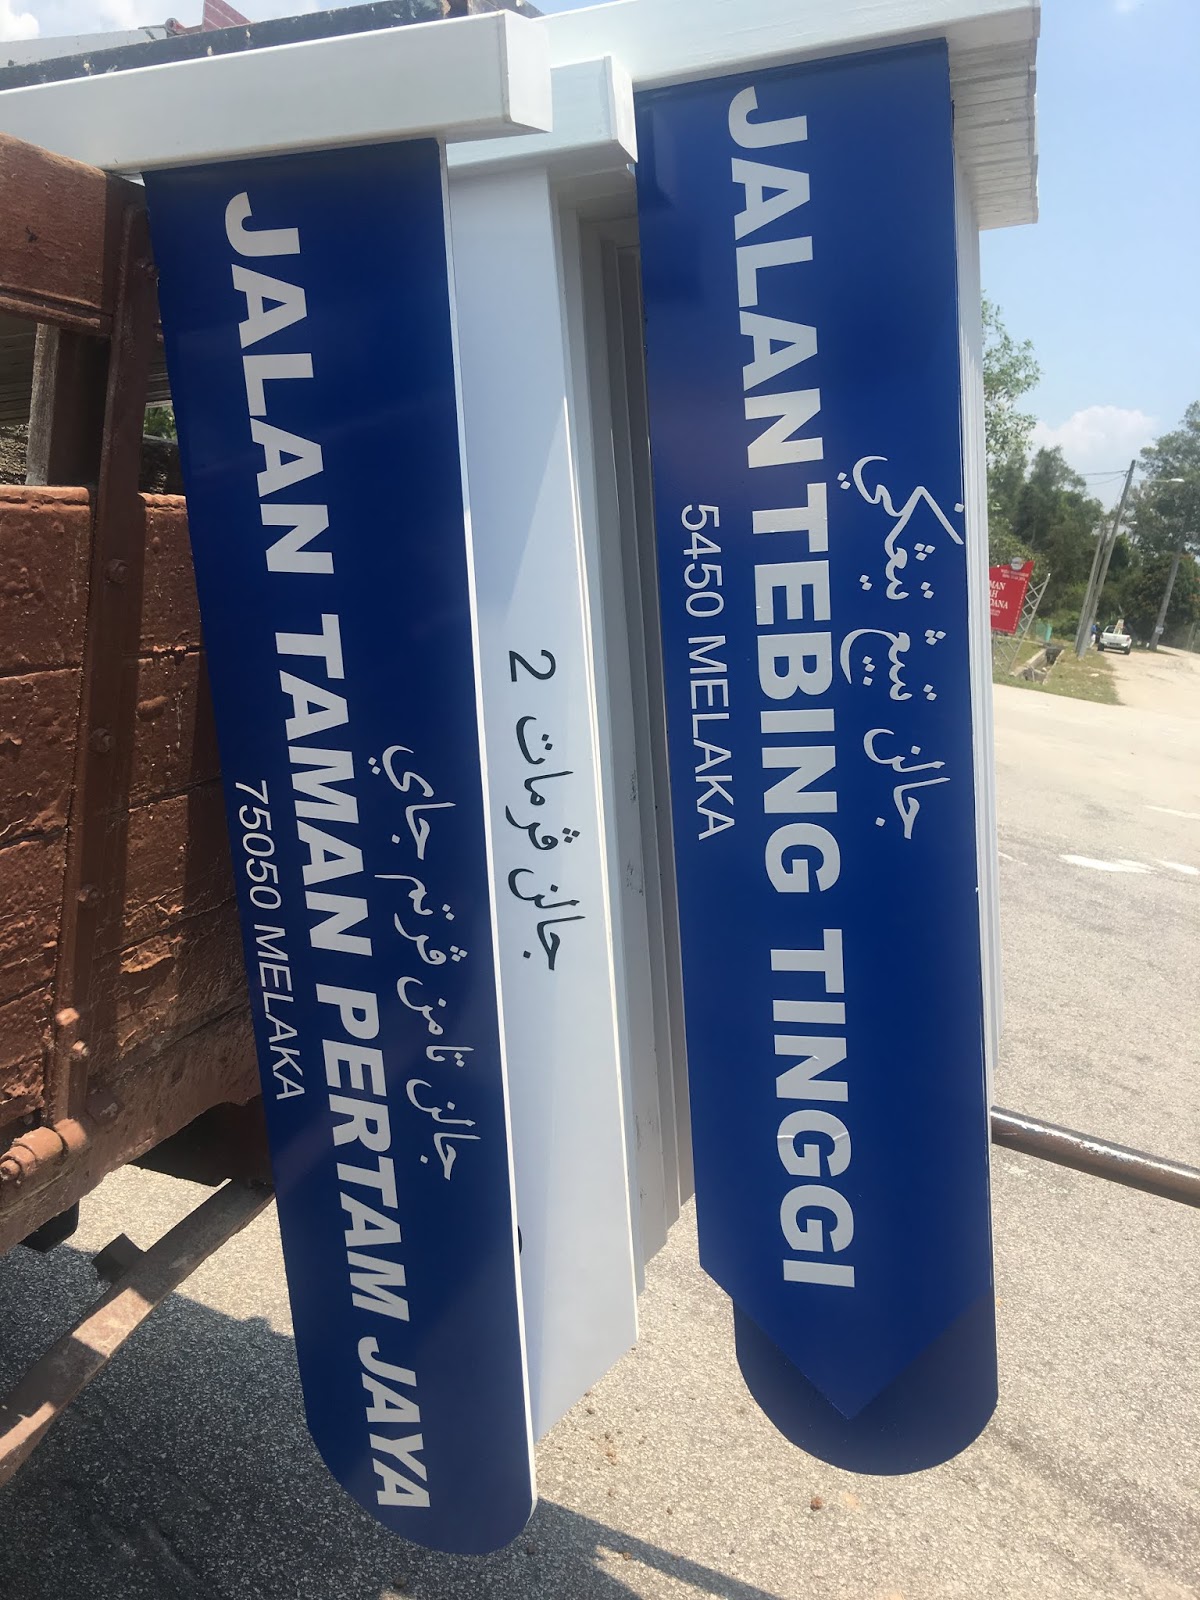 جالن تامن ڤرتم جاي
JALAN TAMAN PERTAM JAYA
75050 MELAKA
جالن ڤرمات 2
جالن تبيڠ تيڠݢي
JALAN TEBING TINGGI
5450 MELAKA